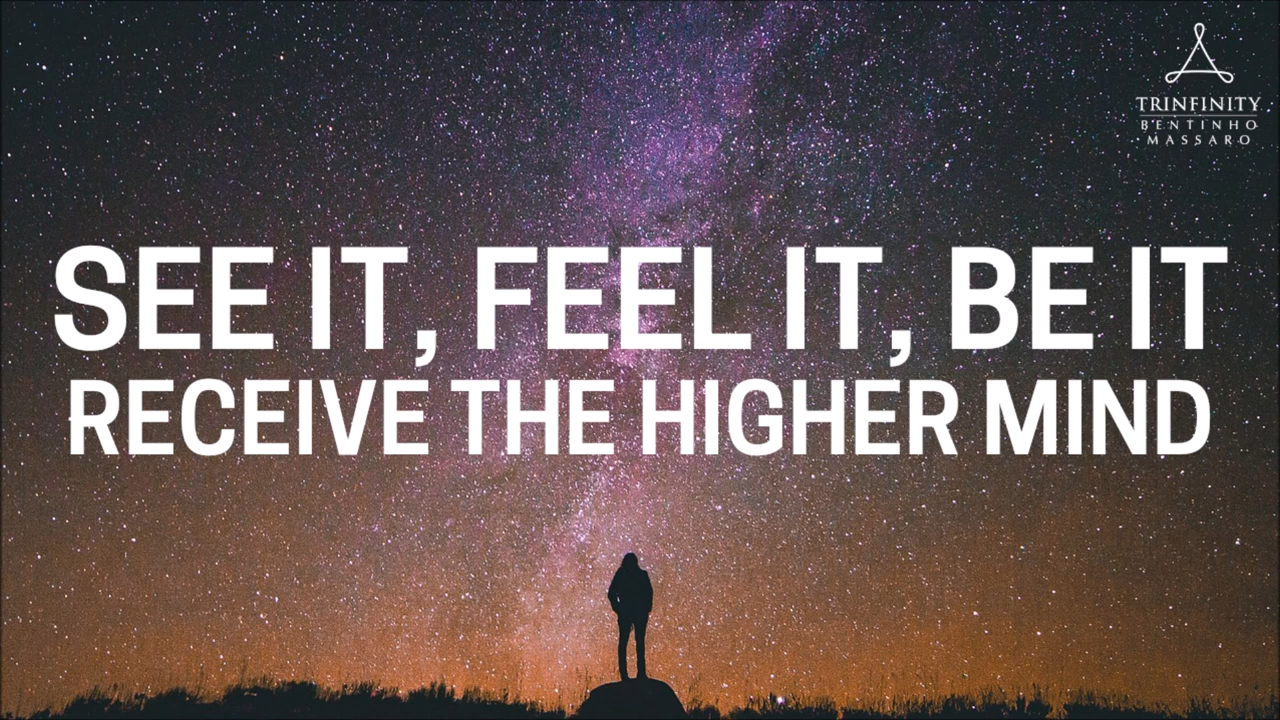 TRINFINITY
BENTINHO
MASSARO
SEE IT, FEEL IT, BE IT
RECEIVE THE HIGHER MIND